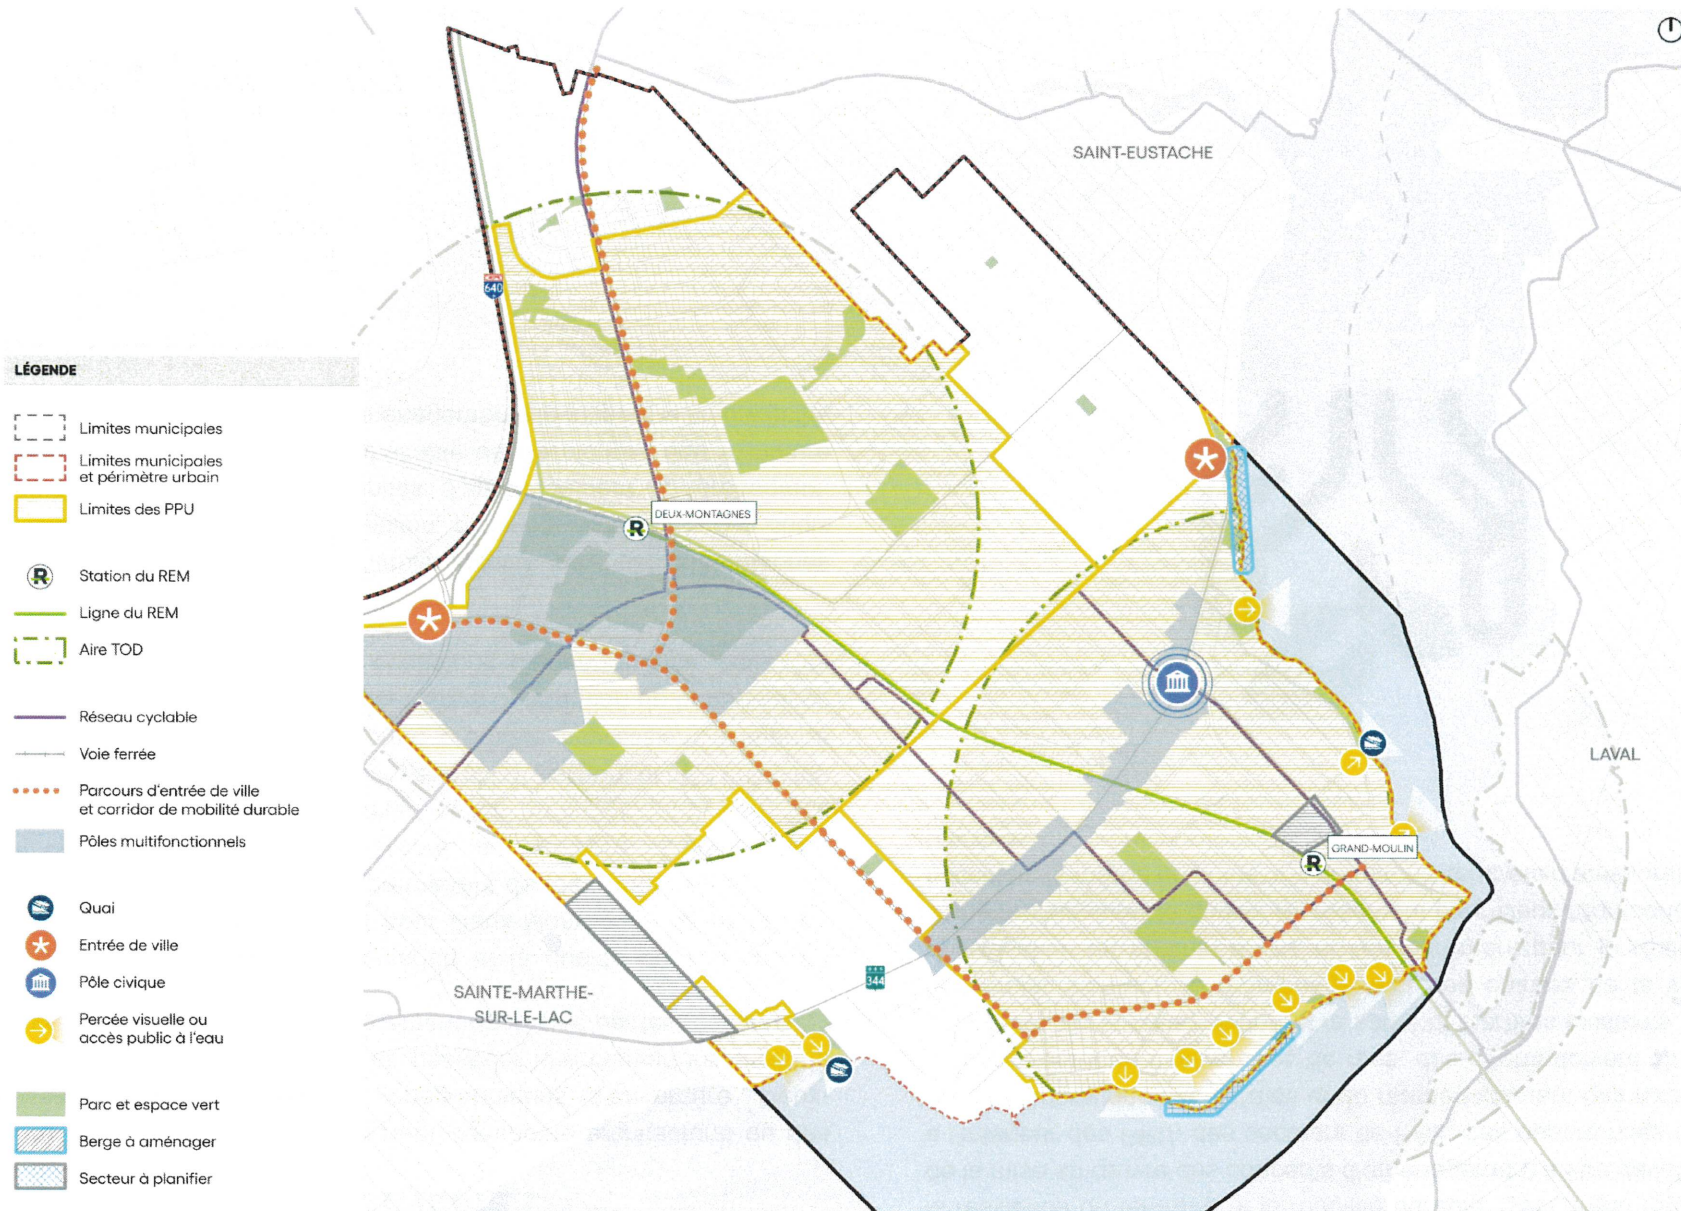 SAINT-EUSTACHE
640
LÉGENDE
Limites municipales
Limites municipales
et périmètre urbain
Limites des PPU
Station du REM
Ligne du REM
Aire TOD
Réseau cyclable
Voie ferrée
Parcours d'entrée de ville
et corridor de mobilité durable
Pôles multifonctionnels
Quai
Entrée de ville
Pôle civique
Percée visuelle ou
accès public à l'eau
Parc et espace vert
Berge à aménager
Secteur à planifier
R
DEUX-MONTAGNES
LAVAL
R
GRAND-MOULIN
344
SAINTE-MARTHE-
SUR-LE-LAC